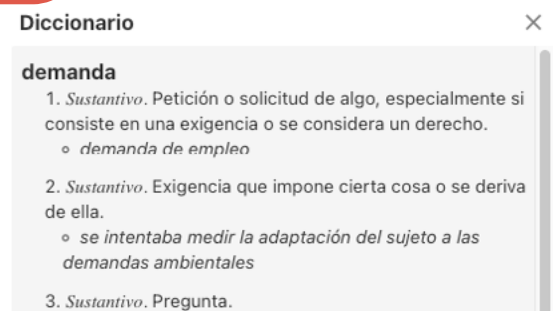 Diccionario ×
demanda
1. Sustantivo. Petición o solicitud de algo, especialmente si
consiste en una exigencia o se considera un derecho.
demanda de empleo
2. Sustantivo. Exigencia que impone cierta cosa o se deriva
de ella.
se intentaba medir la adaptación del sujeto a las
demandas ambientales
3. Sustantivo. Pregunta.